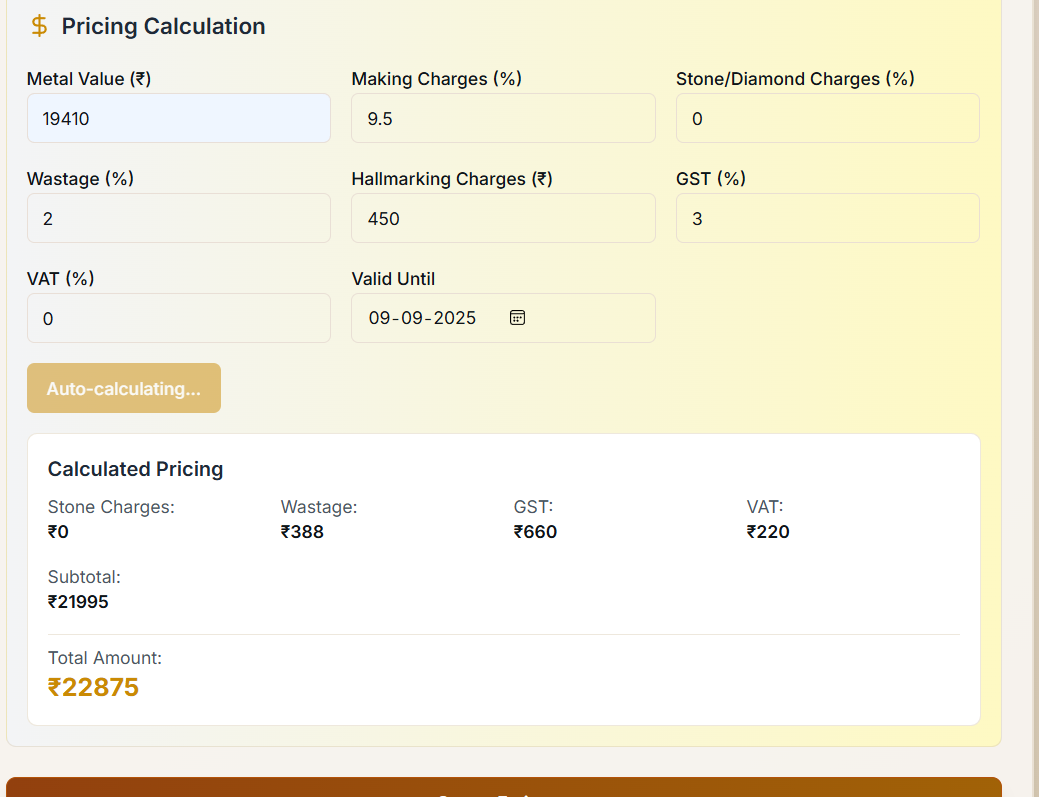 $ Pricing Calculation
Metal Value (₹) Making Charges (%) Stone/Diamond Charges (%)
19410 9.5 0
Wastage (%) Hallmarking Charges (₹) GST (%)
2 450 3
VAT (%) Valid Until
0 09-09-2025
Auto-calculating...
Calculated Pricing
Stone Charges: Wastage: GST: VAT:
₹0 ₹388 ₹660 ₹220
Subtotal:
₹21995
Total Amount:
₹22875